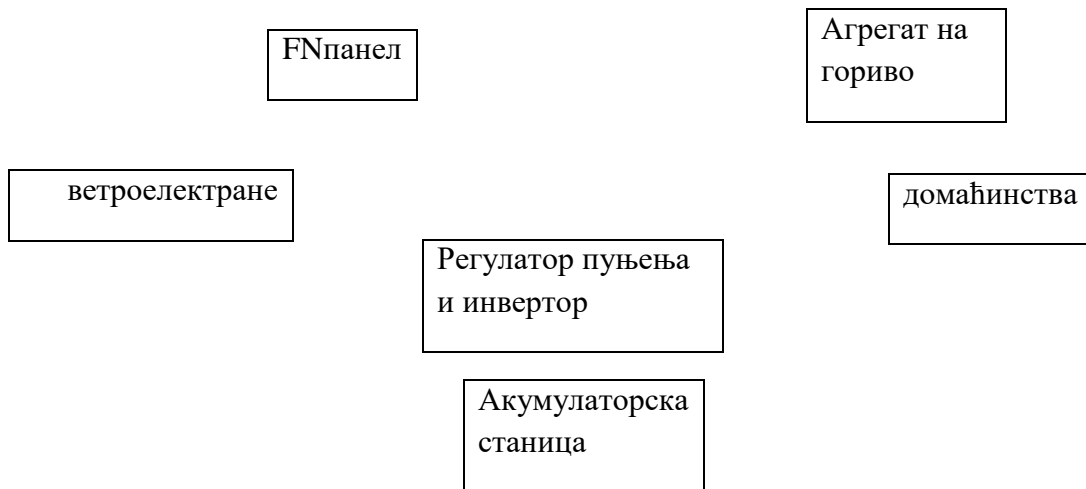 FNпанел
Агрегат на
гориво
ветроелектране
домаћинства
Регулатор пуњења
и инвертор
Акумулаторска
станица